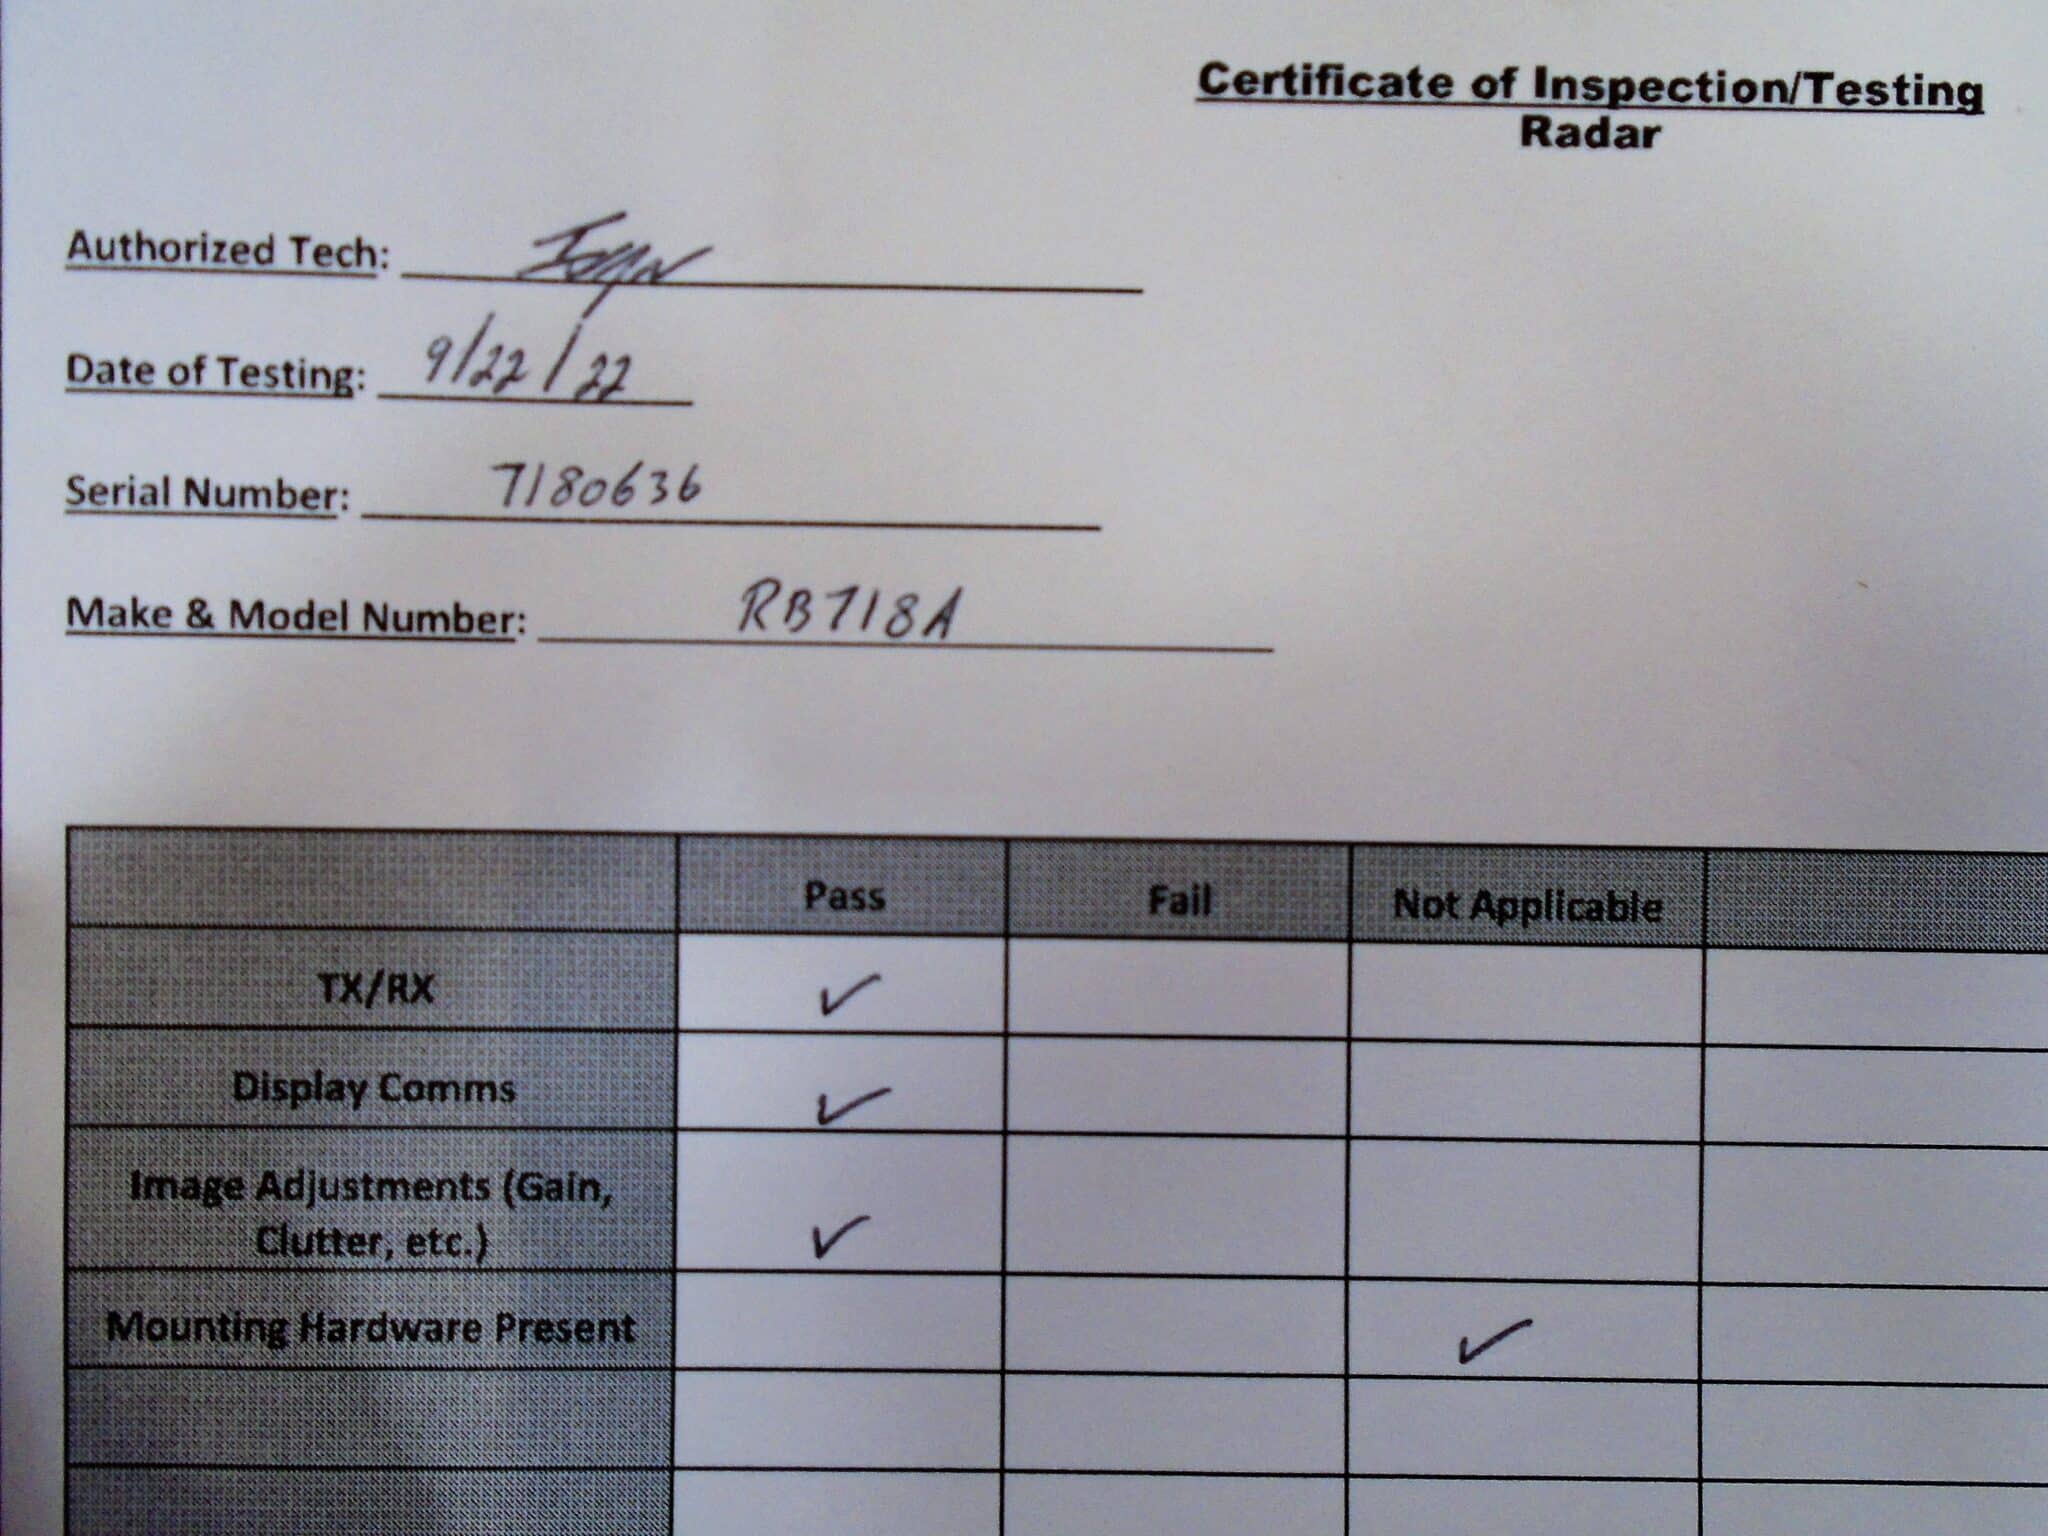 Certificate of Inspection/Testing
Radar
Authorized Tech:
Date of Testing: 9/22/22
Serial Number: 7180636
Make & Model Number: RB718A
Pass Fail Not Applicable
TX/RX ✓
Display Comms ✓
Image Adjustments (Gain,
Clutter, etc.) ✓
Mounting Hardware Present ✓